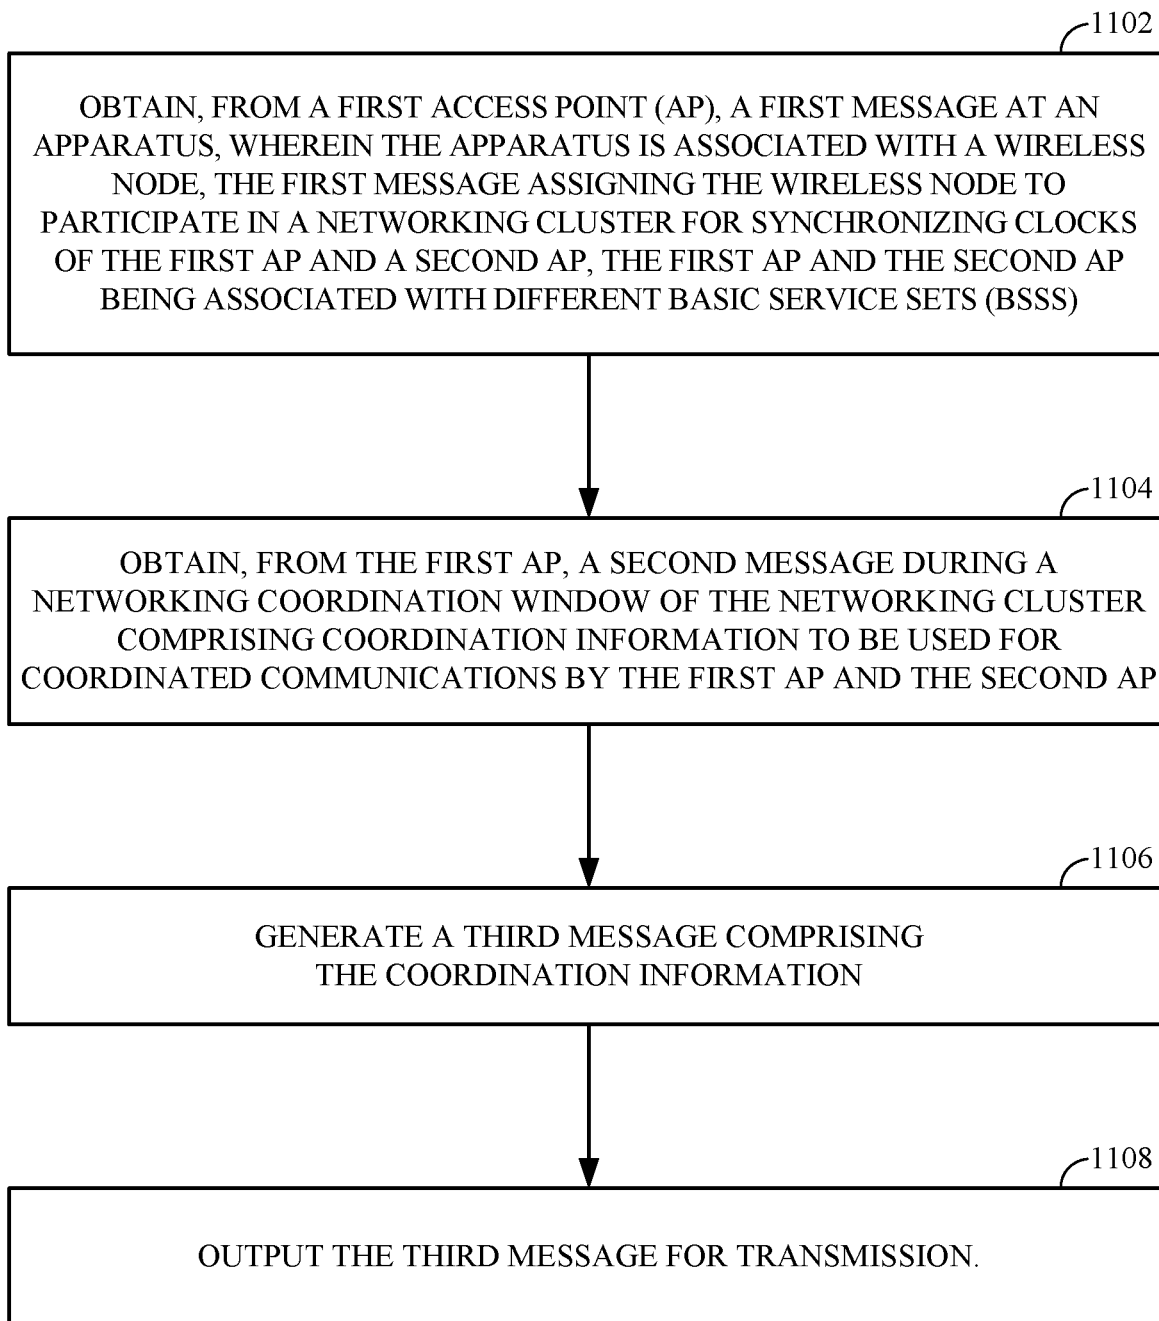 1102
OBTAIN, FROM A FIRST ACCESS POINT (AP), A FIRST MESSAGE AT AN
APPARATUS, WHEREIN THE APPARATUS IS ASSOCIATED WITH A WIRELESS
NODE, THE FIRST MESSAGE ASSIGNING THE WIRELESS NODE TO
PARTICIPATE IN A NETWORKING CLUSTER FOR SYNCHRONIZING CLOCKS
OF THE FIRST AP AND A SECOND AP, THE FIRST AP AND THE SECOND AP
BEING ASSOCIATED WITH DIFFERENT BASIC SERVICE SETS (BSSS)
1104
OBTAIN, FROM THE FIRST AP, A SECOND MESSAGE DURING A
NETWORKING COORDINATION WINDOW OF THE NETWORKING CLUSTER
COMPRISING COORDINATION INFORMATION TO BE USED FOR
COORDINATED COMMUNICATIONS BY THE FIRST AP AND THE SECOND AP
1106
GENERATE A THIRD MESSAGE COMPRISING
THE COORDINATION INFORMATION
1108
OUTPUT THE THIRD MESSAGE FOR TRANSMISSION.